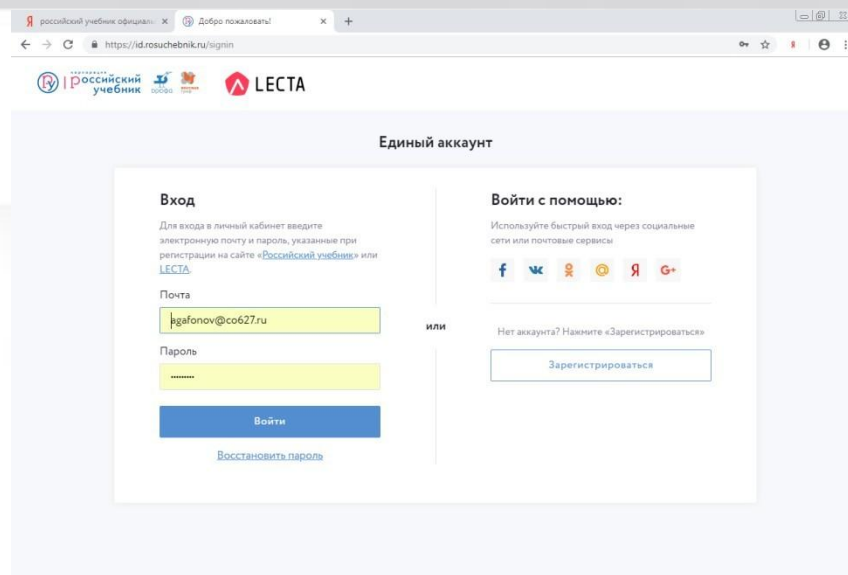 российский учебник официаль
Добро пожаловать!
https://id.rosuchebnik.ru/signin
российский
учебник
LECTA
Единый аккаунт
Вход
Для входа в личный кабинет введите
электронную почту и пароль, указанные при
регистрации на сайте «Российский учебник» или
LECTA.
Почта
agafonov@co627.ru
Пароль
•••••••••
Войти
Восстановить пароль
или
Войти с помощью:
Используйте быстрый вход через социальные
сети или почтовые сервисы
Нет аккаунта? Нажмите «Зарегистрироваться»
Зарегистрироваться